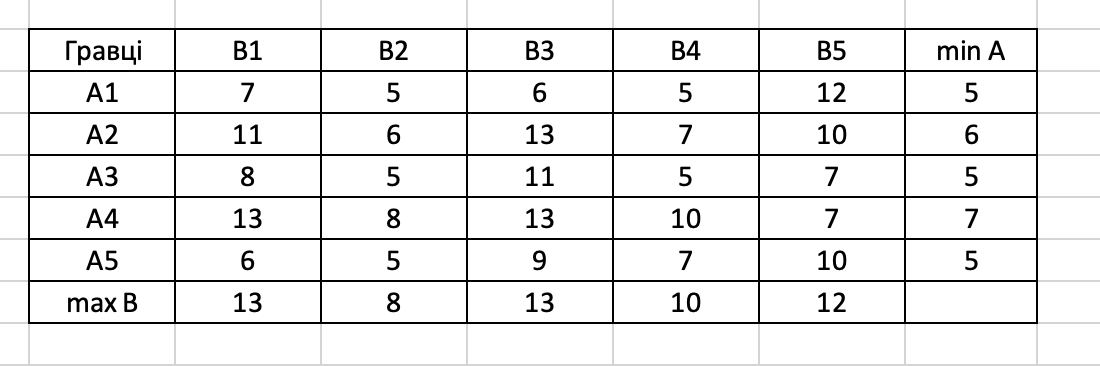 Гравці B1 B2 B3 B4 B5 min A
A1 7 5 6 5 12 5
A2 11 6 13 7 10 6
A3 8 5 11 5 7 5
A4 13 8 13 10 7 7
A5 6 5 9 7 10 5
max B 13 8 13 10 12